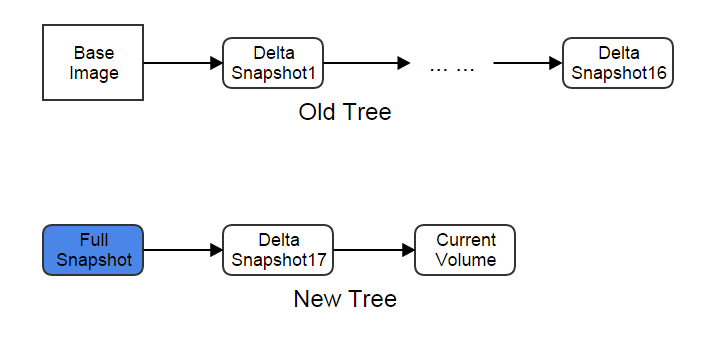 Base
Image
Delta
Snapshot1
... ...
Delta
Snapshot16
Old Tree
Full
Snapshot
Delta
Snapshot17
Current
Volume
New Tree